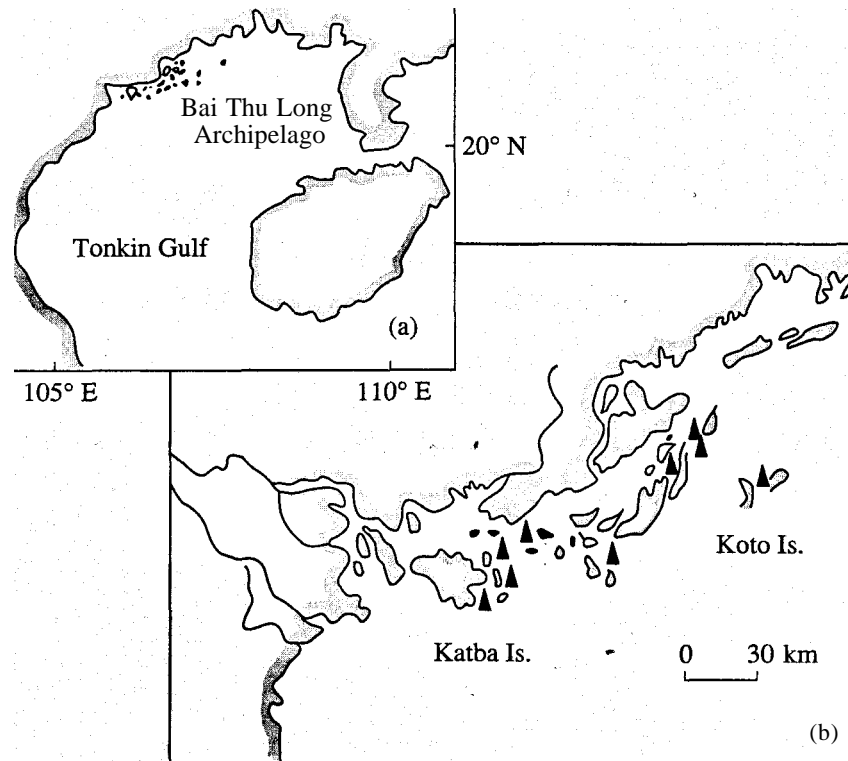 Bai Thu Long
Archipelago
20° N
Tonkin Gulf
(a)
105° E
110° E
Koto Is.
Katba Is.
0 30 km
(b)